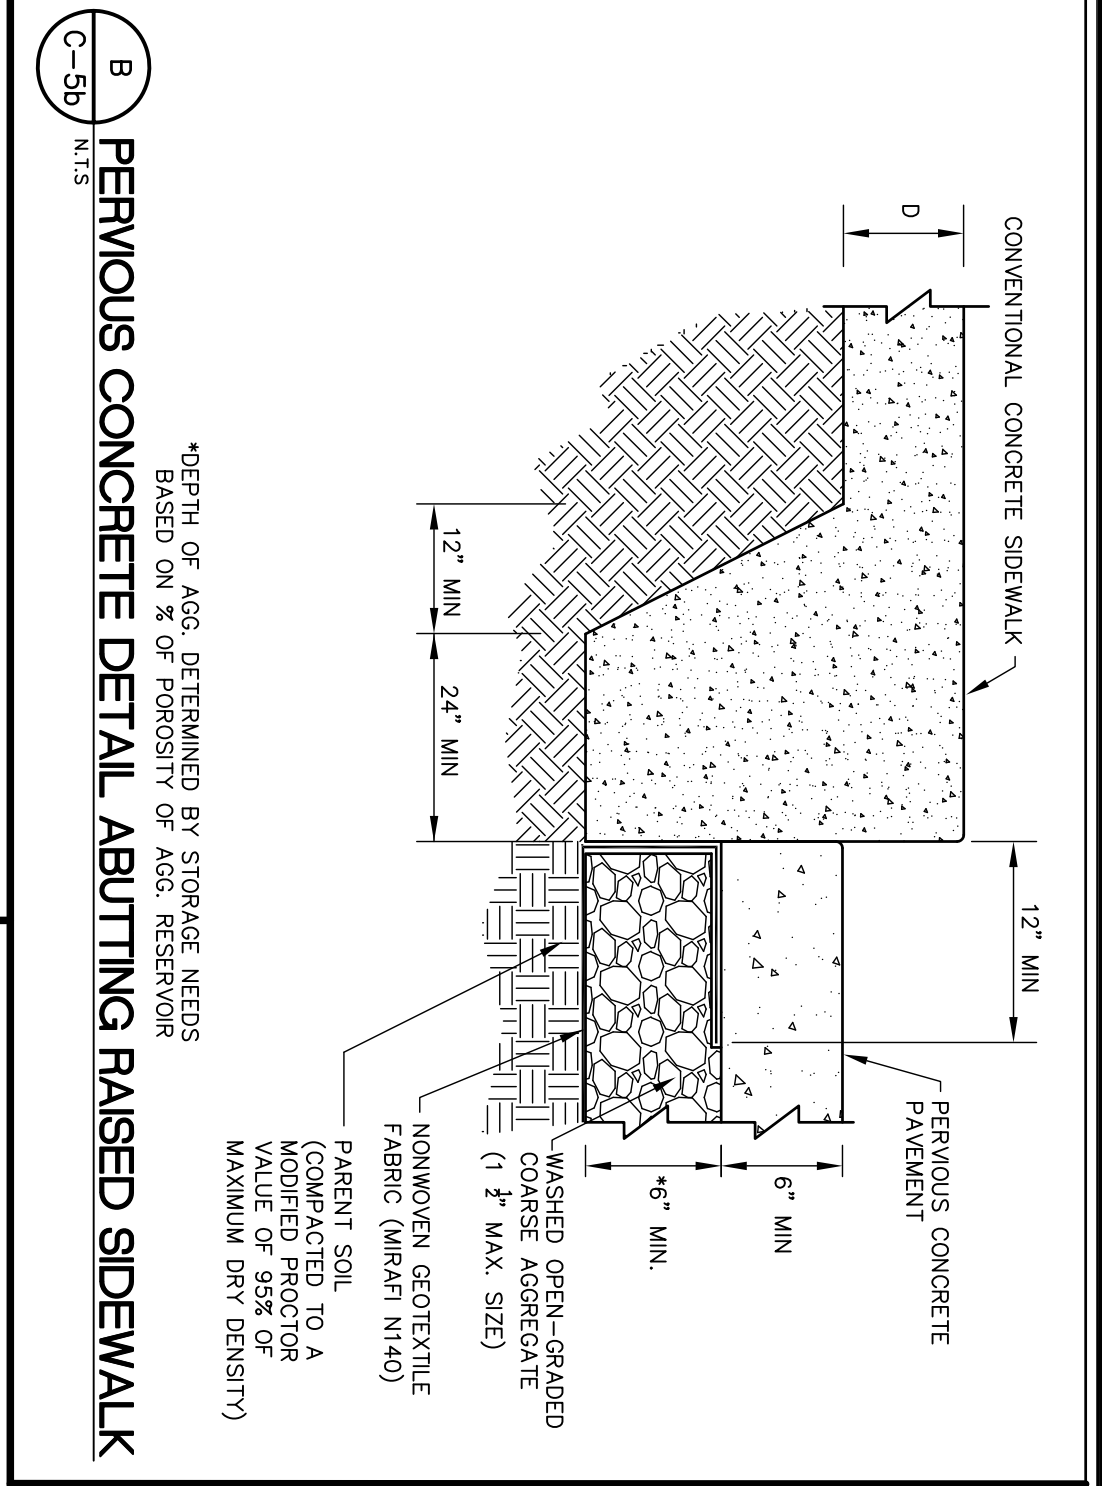 CONVENTIONAL CONCRETE SIDEWALK
D
12" MIN
PERVIOUS CONCRETE
PAVEMENT
6" MIN
*6" MIN.
WASHED OPEN-GRADED
COARSE AGGREGATE
(1 1/2" MAX. SIZE)
12" MIN
24" MIN
NONWOVEN GEOTEXTILE
FABRIC (MIRAFI N140)
PARENT SOIL
(COMPACTED TO A
MODIFIED PROCTOR
VALUE OF 95% OF
MAXIMUM DRY DENSITY)
*DEPTH OF AGG. DETERMINED BY STORAGE NEEDS
BASED ON % OF POROSITY OF AGG. RESERVOIR
B
C-5b
PERVIOUS CONCRETE DETAIL ABUTTING RAISED SIDEWALK
N.T.S